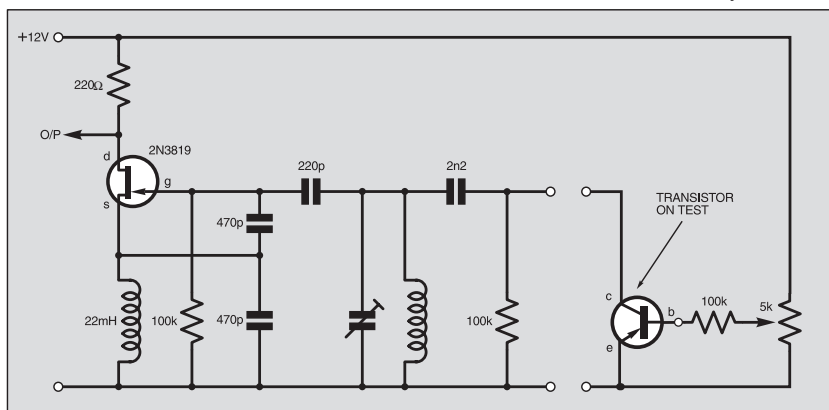 +12V
220Ω
O/P
2N3819
d
g
s
220p
2n2
470p
TRANSISTOR
ON TEST
22mH
100k
470p
100k
c
b
e
100k
5k